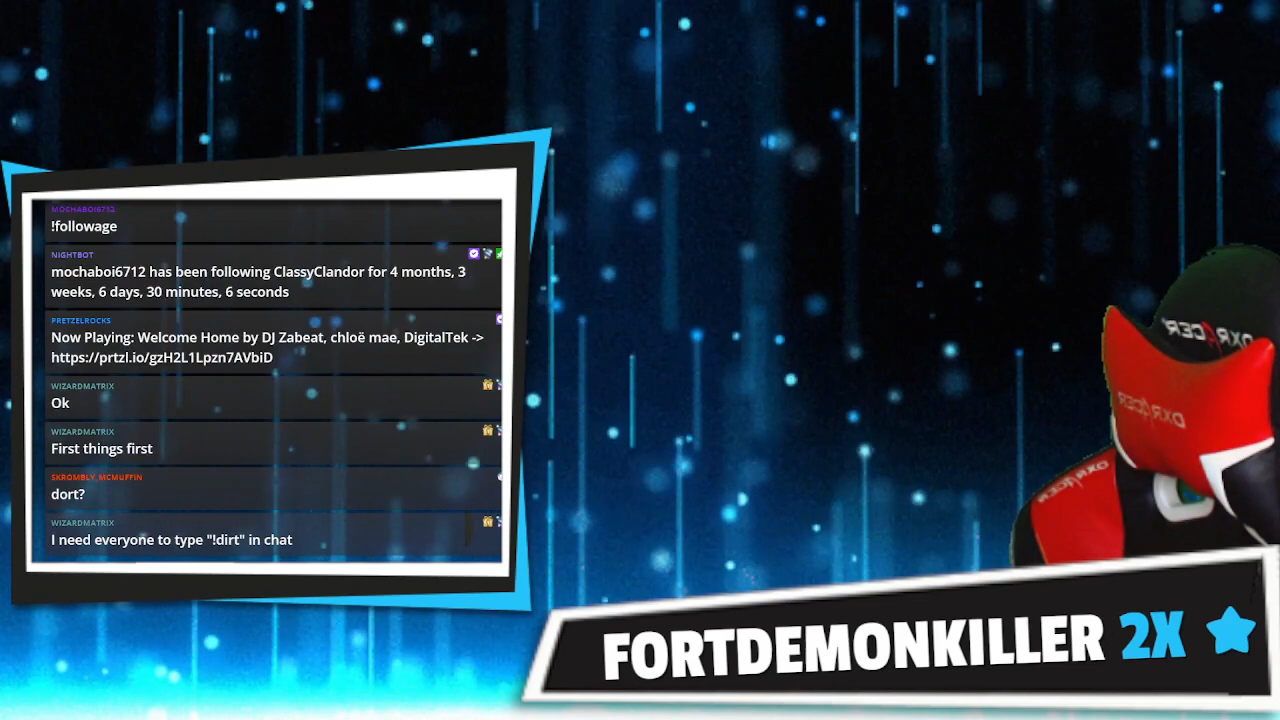 MOCHABOI6712
!followage
NIGHTBOT
mochaboi6712 has been following ClassyClandor for 4 months, 3
weeks, 6 days, 30 minutes, 6 seconds
PRETZELROCKS
Now Playing: Welcome Home by DJ Zabeat, chloë mae, DigitalTek ->
https://prtzl.io/gzH2L1Lpzn7AVbiD
WIZARDMATRIX
Ok
WIZARDMATRIX
First things first
SKROMBLY_MCMUFFIN
dort?
WIZARDMATRIX
I need everyone to type "!dirt" in chat
DXRACER
DXRACER
DXRACER
FORTDEMONKILLER 2X